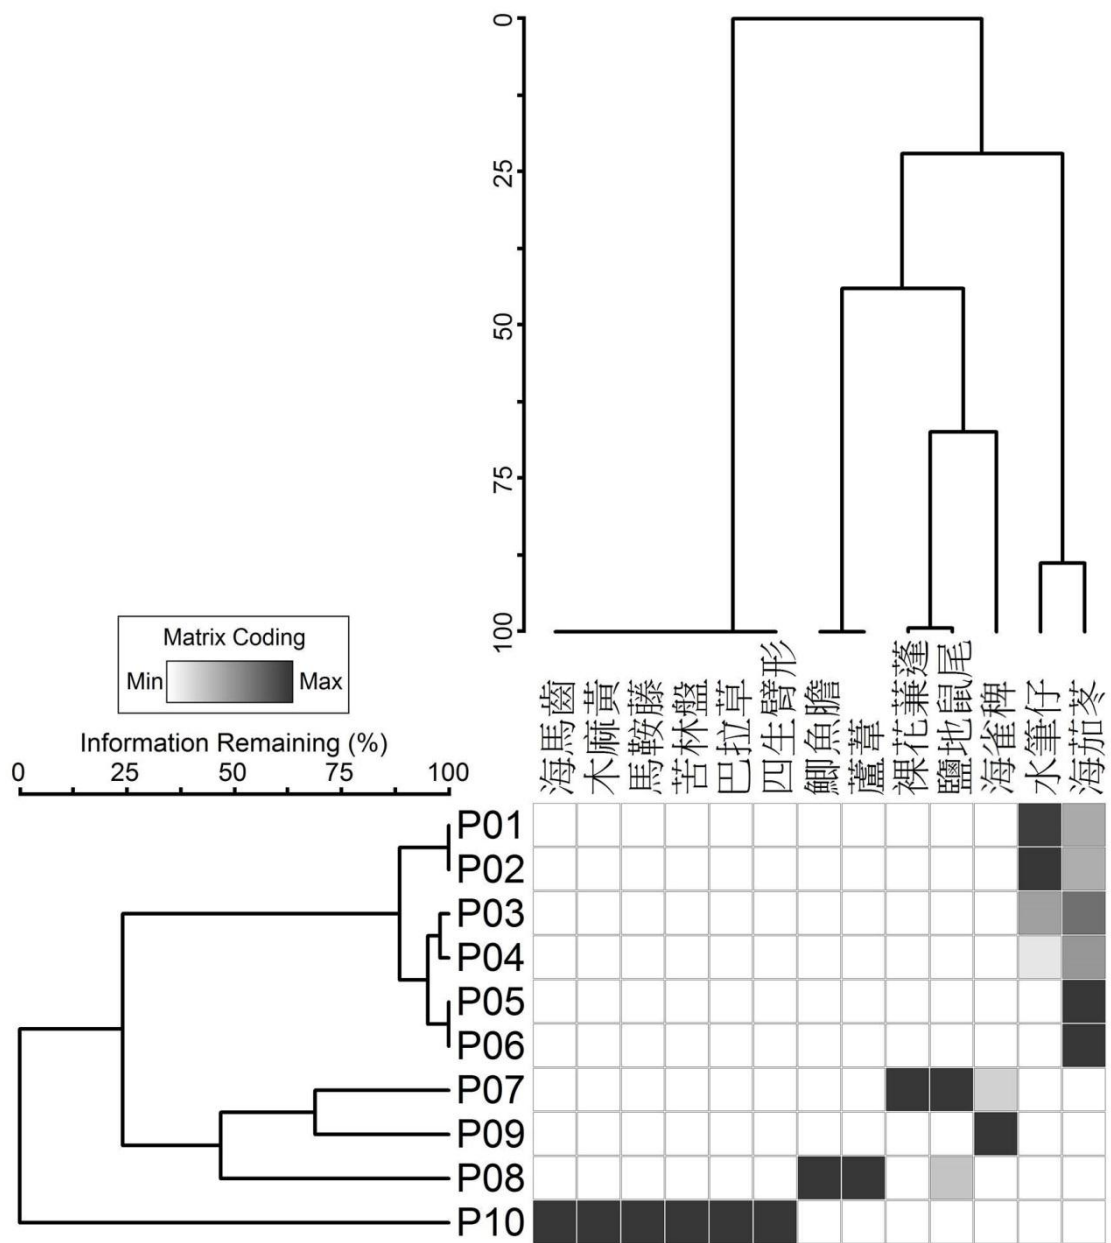 0
25
50
75
100
Matrix Coding
Min Max
Information Remaining (%)
0 25 50 75 100
海馬齒
木麻黃
馬鞍藤
苦林盤
巴拉草
四生臂形
鯽魚膽
蘆葦
裸花蒹蓬
鹽地鼠尾
海雀稗
水筆仔
海茄苳
P01
P02
P03
P04
P05
P06
P07
P09
P08
P10